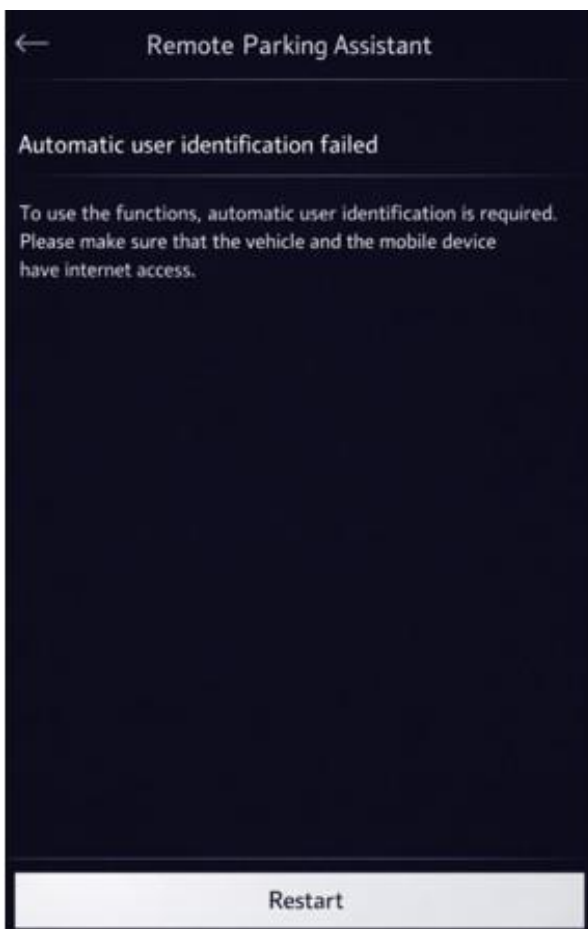 Remote Parking Assistant
Automatic user identification failed
To use the functions, automatic user identification is required.
Please make sure that the vehicle and the mobile device
have internet access.
Restart